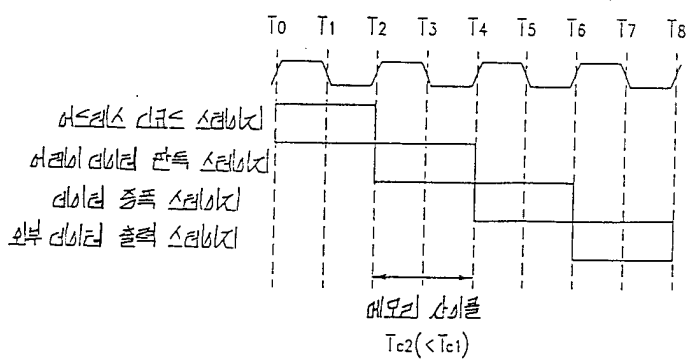 T0 T1 T2 T3 T4 T5 T6 T7 T8
어드레스 디코드 스테이지
어레이 데이터 판독 스테이지
데이터 증폭 스테이지
외부 데이터 출력 스테이지
메모리 사이클
Tc2(<Tc1)